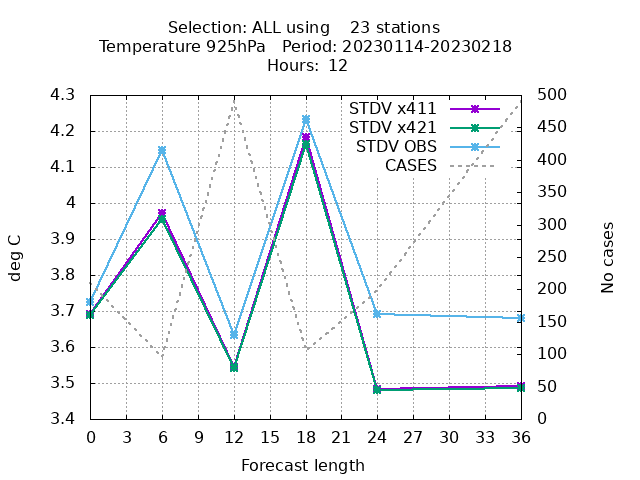 Selection: ALL using    23 stations
Temperature 925hPa   Period: 20230114-20230218
Hours:  12
STDV x411
STDV x421
STDV OBS
CASES
4.3
4.2
4.1
4
3.9
3.8
3.7
3.6
3.5
3.4
deg C
500
450
400
350
300
250
200
150
100
50
0
No cases
0 3 6 9 12 15 18 21 24 27 30 33 36
Forecast length